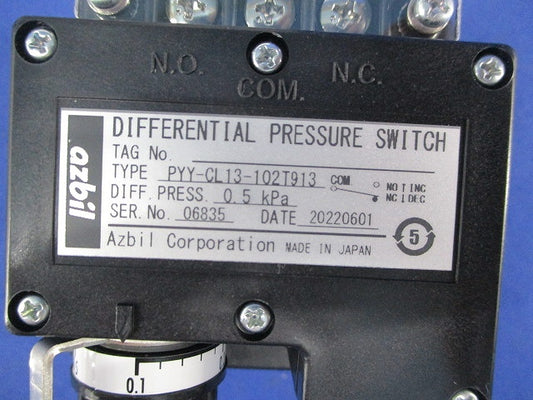 N.O.
COM.
N.C.
azbil
DIFFERENTIAL PRESSURE SWITCH
TAG No.
TYPE PYY-CL13-102T913 COM. NO INC
DIFF. PRESS. 0.5 kPa NC DEC
SER. No. 06835 DATE 20220601
Azbil Corporation MADE IN JAPAN
5
0.1